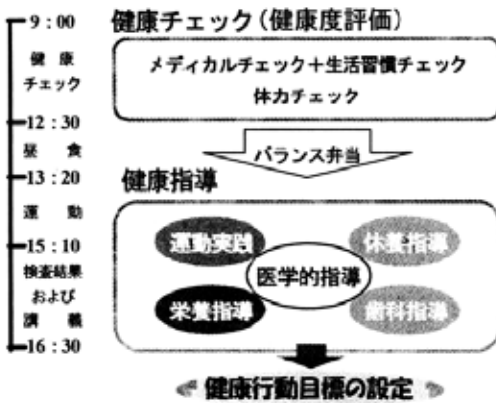 9：00
健康
チェック
12：30
昼食
13：20
運動
15：10
検査結果
および
講義
16：30
健康チェック（健康度評価）
メディカルチェック＋生活習慣チェック
体力チェック
バランス弁当
健康指導
運動実践
休養指導
医学的指導
栄養指導
歯科指導
健康行動目標の設定